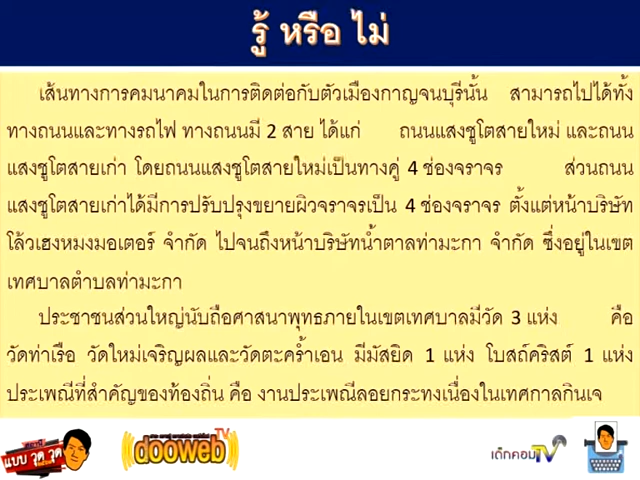 รู้ หรือ ไม่
เส้นทางการคมนาคมในการติดต่อกับตัวเมืองกาญจนบุรีนั้น สามารถไปได้ทั้ง
ทางถนนและทางรถไฟ ทางถนนมี 2 สาย ได้แก่ ถนนแสงชูโตสายใหม่ และถนน
แสงชูโตสายเก่า โดยถนนแสงชูโตสายใหม่เป็นทางคู่ 4 ช่องจราจร ส่วนถนน
แสงชูโตสายเก่าได้มีการปรับปรุงขยายผิวจราจรเป็น 4 ช่องจราจร ตั้งแต่หน้าบริษัท
โล้วเฮงหมงมอเตอร์ จำกัด ไปจนถึงหน้าบริษัทน้ำตาลท่ามะกา จำกัด ซึ่งอยู่ในเขต
เทศบาลตำบลท่ามะกา
ประชาชนส่วนใหญ่นับถือศาสนาพุทธภายในเขตเทศบาลมีวัด 3 แห่ง คือ
วัดท่าเรือ วัดใหม่เจริญผลและวัดตะคร้ำเอน มีมัสยิด 1 แห่ง โบสถ์คริสต์ 1 แห่ง
ประเพณีที่สำคัญของท้องถิ่น คือ งานประเพณีลอยกระทงเนื่องในเทศกาลกินเจ
แบบ วุด วุด
dooweb TV
เด็กคอมTV